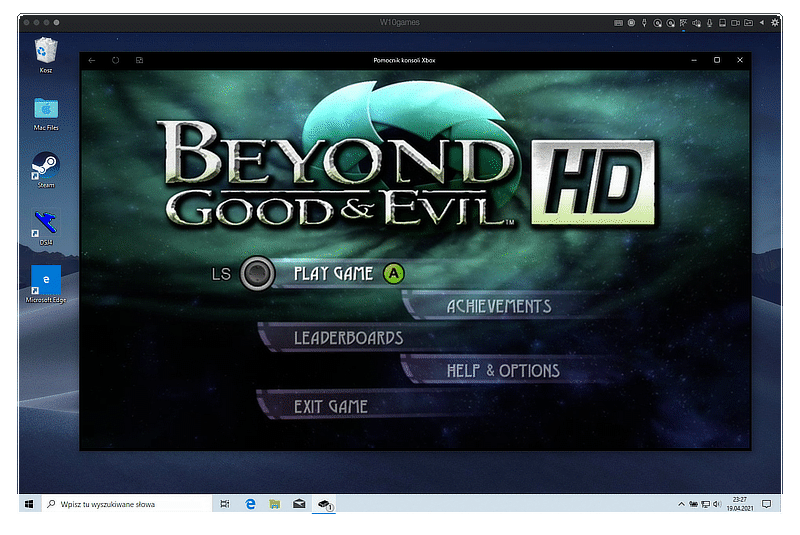 W10games
Kosz
Mac Files
Steam
DSJ4
Microsoft Edge
Pomocnik konsoli Xbox
BEYOND
GOOD & EVIL™
HD
LS PLAY GAME A
ACHIEVEMENTS
LEADERBOARDS
HELP & OPTIONS
EXIT GAME
Wpisz tu wyszukiwane słowa
23:27
19.04.2021